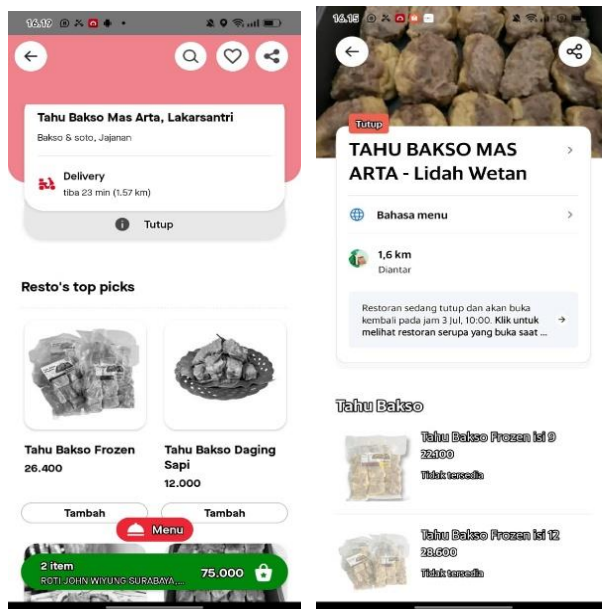 16.19
Tahu Bakso Mas Arta, Lakarsantri
Bakso & soto, Jajanan
Delivery
tiba 23 min (1.57 km)
Tutup
Resto's top picks
Tahu Bakso Frozen
26.400
Tambah
Tahu Bakso Daging
Sapi
12.000
Tambah
Menu
2 item
ROTI JOHN WIYUNG SURABAYA,...
75.000
16.15
Tutup
TAHU BAKSO MAS
ARTA - Lidah Wetan
Bahasa menu
1,6 km
Diantar
Restoran sedang tutup dan akan buka
kembali pada jam 3 Jul, 10:00. Klik untuk
melihat restoran serupa yang buka saat ...
Tahu Bakso
Tahu Bakso Frozen isi 9
22.100
Tidak tersedia
Tahu Bakso Frozen isi 12
28.600
Tidak tersedia